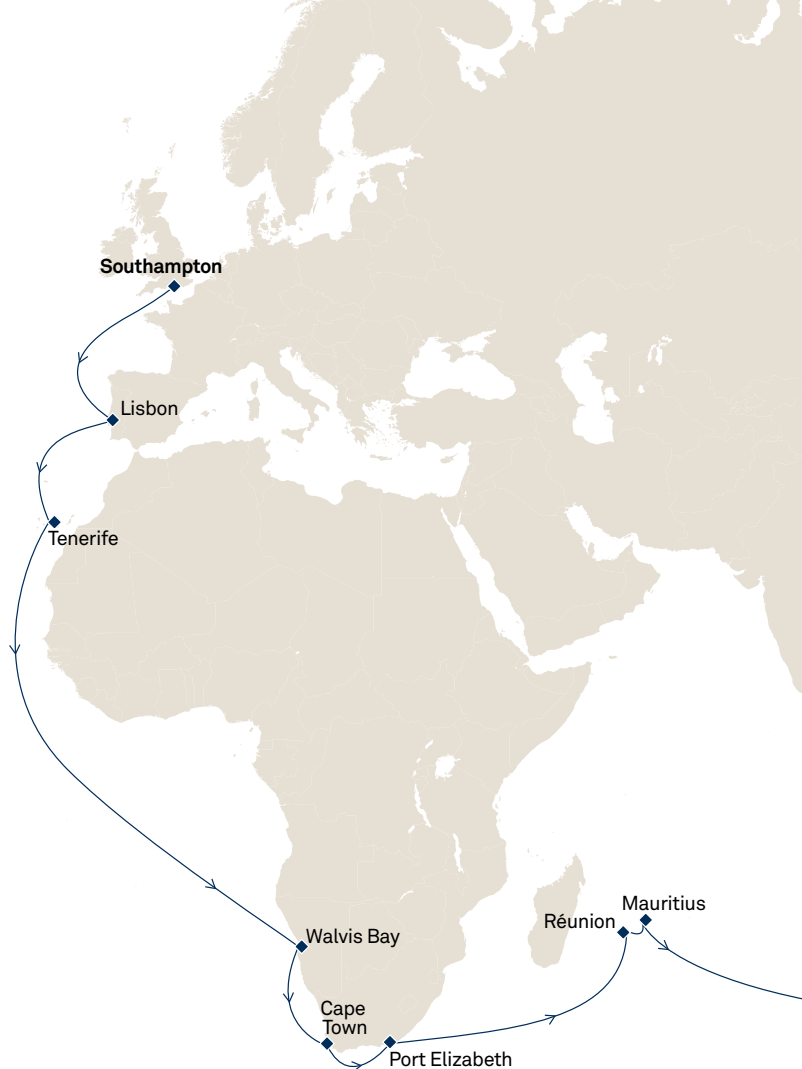 Southampton
Lisbon
Tenerife
Mauritius
Réunion
Walvis Bay
Cape
Town
Port Elizabeth